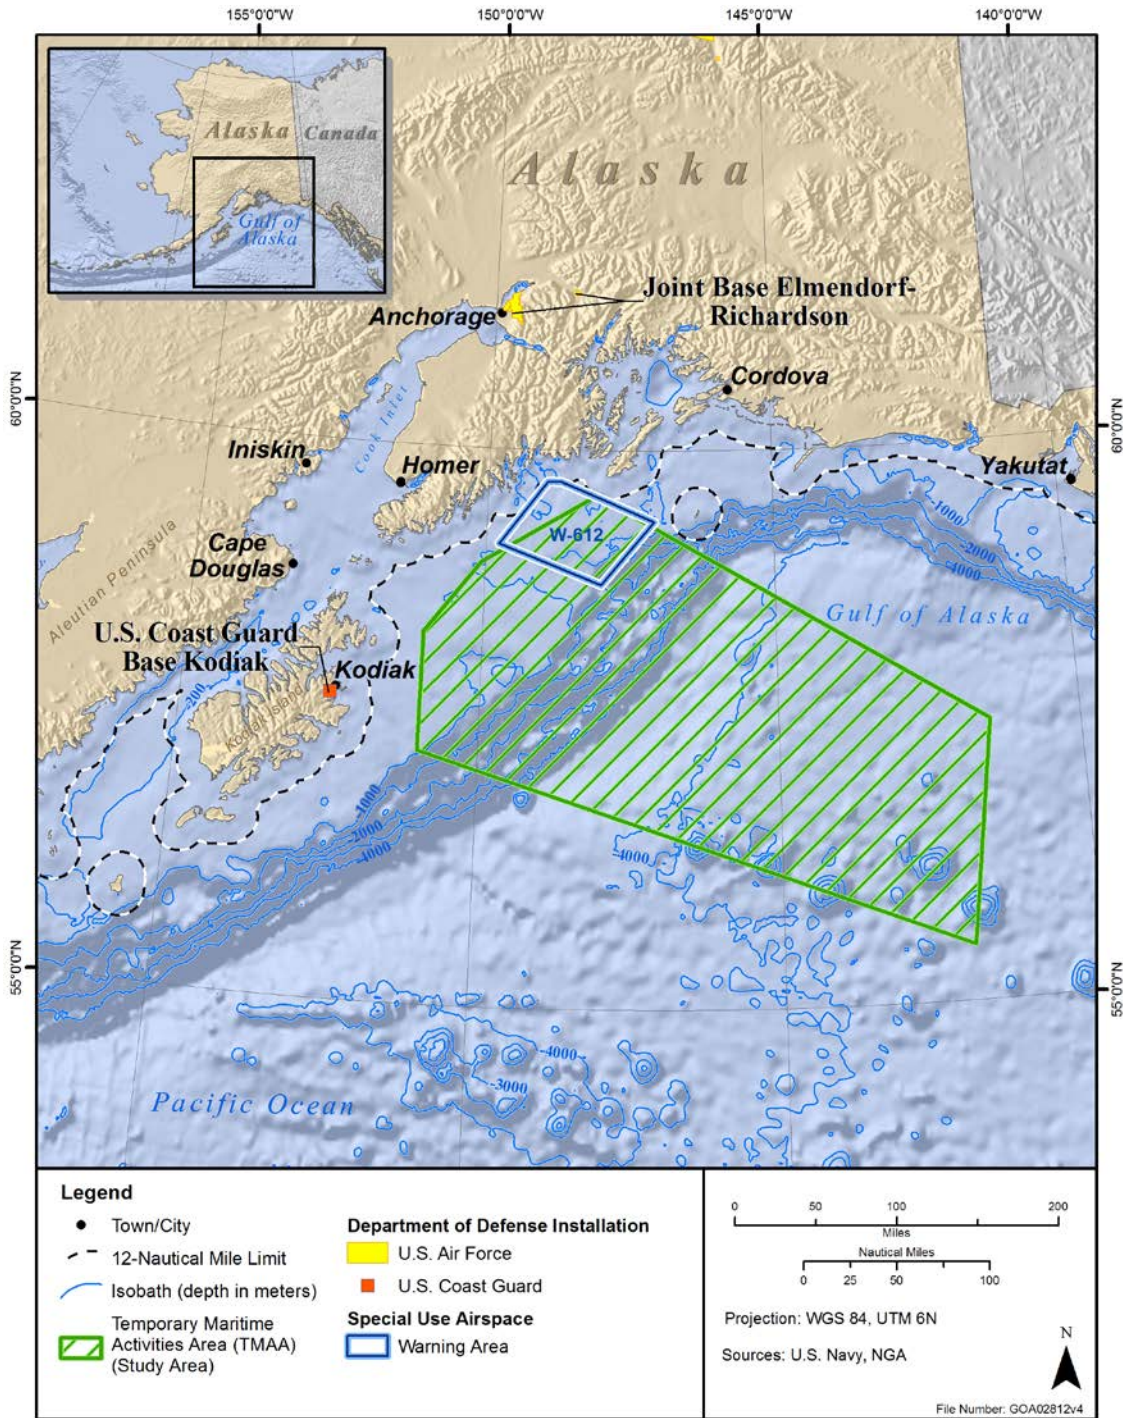 155°0'0"W
150°0'0"W
145°0'0"W
140°0'0"W
Alaska
Canada
Gulf of
Alaska
Alaska
Joint Base Elmendorf-
Richardson
Anchorage
Cordova
60°0'0"N
60°0'0"N
Iniskin
Cook Inlet
Homer
Yakutat
-1000
W-612
-2000
Cape
Douglas
-4000
Aleutian Peninsula
Gulf of Alaska
U.S. Coast Guard
Base Kodiak
Kodiak
-200
Kodiak Island
-1000
-2000
-4000
-4000
55°0'0"N
55°0'0"N
-4000
-3000
Pacific Ocean
Legend
Town/City
12-Nautical Mile Limit
Isobath (depth in meters)
Temporary Maritime
Activities Area (TMAA)
(Study Area)
Department of Defense Installation
U.S. Air Force
U.S. Coast Guard
Special Use Airspace
Warning Area
0 50 100 200
Miles
Nautical Miles
0 25 50 100
Projection: WGS 84, UTM 6N
Sources: U.S. Navy, NGA
N
File Number: GOA02812v4